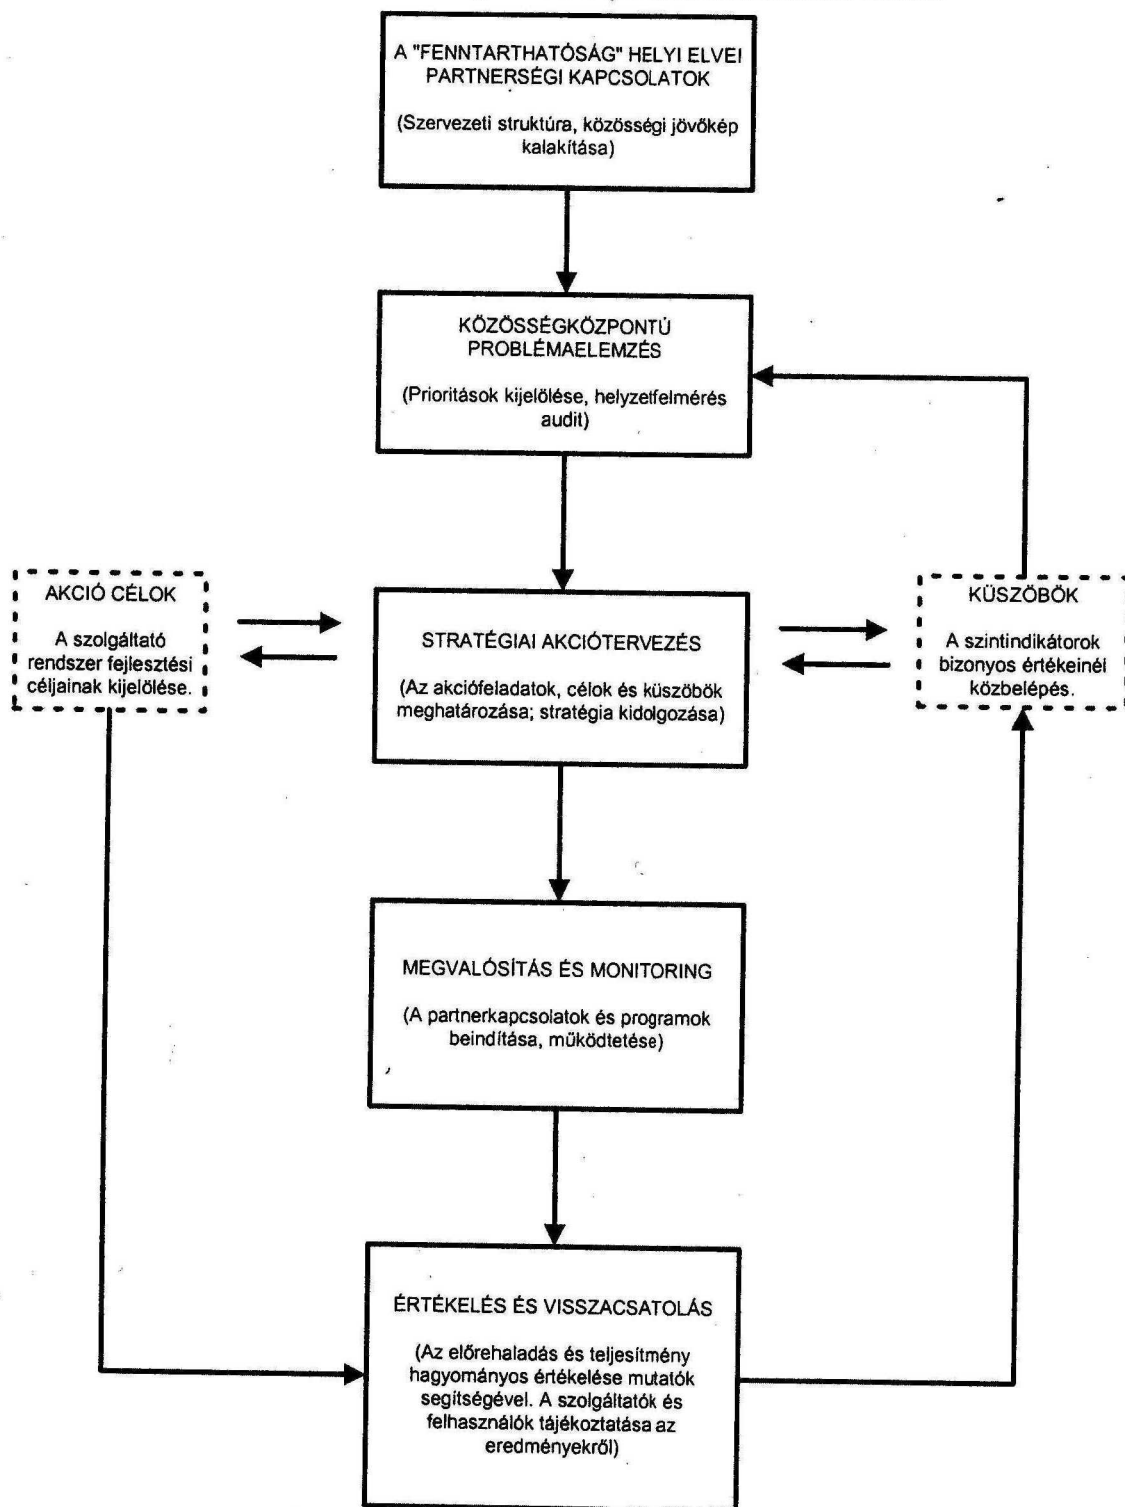 A "FENNTARTHATÓSÁG" HELYI ELVEI
PARTNERSÉGI KAPCSOLATOK
(Szervezeti struktúra, közösségi jövőkép
kalakítása)
KÖZÖSSÉGKÖZPONTÚ
PROBLÉMAELEMZÉS
(Prioritások kijelölése, helyzetfelmérés
audit)
AKCIÓ CÉLOK
A szolgáltató
rendszer fejlesztési
céljainak kijelölése.
STRATÉGIAI AKCIÓTERVEZÉS
(Az akciófeladatok, célok és küszöbök
meghatározása; stratégia kidolgozása)
KÜSZÖBÖK
A szintindikátorok
bizonyos értékeinél
közbelépés.
MEGVALÓSÍTÁS ÉS MONITORING
(A partnerkapcsolatok és programok
beindítása, működtetése)
ÉRTÉKELÉS ÉS VISSZACSATOLÁS
(Az előrehaladás és teljesítmény
hagyományos értékelése mutatók
segítségével. A szolgáltatók és
felhasználók tájékoztatása az
eredményekről)